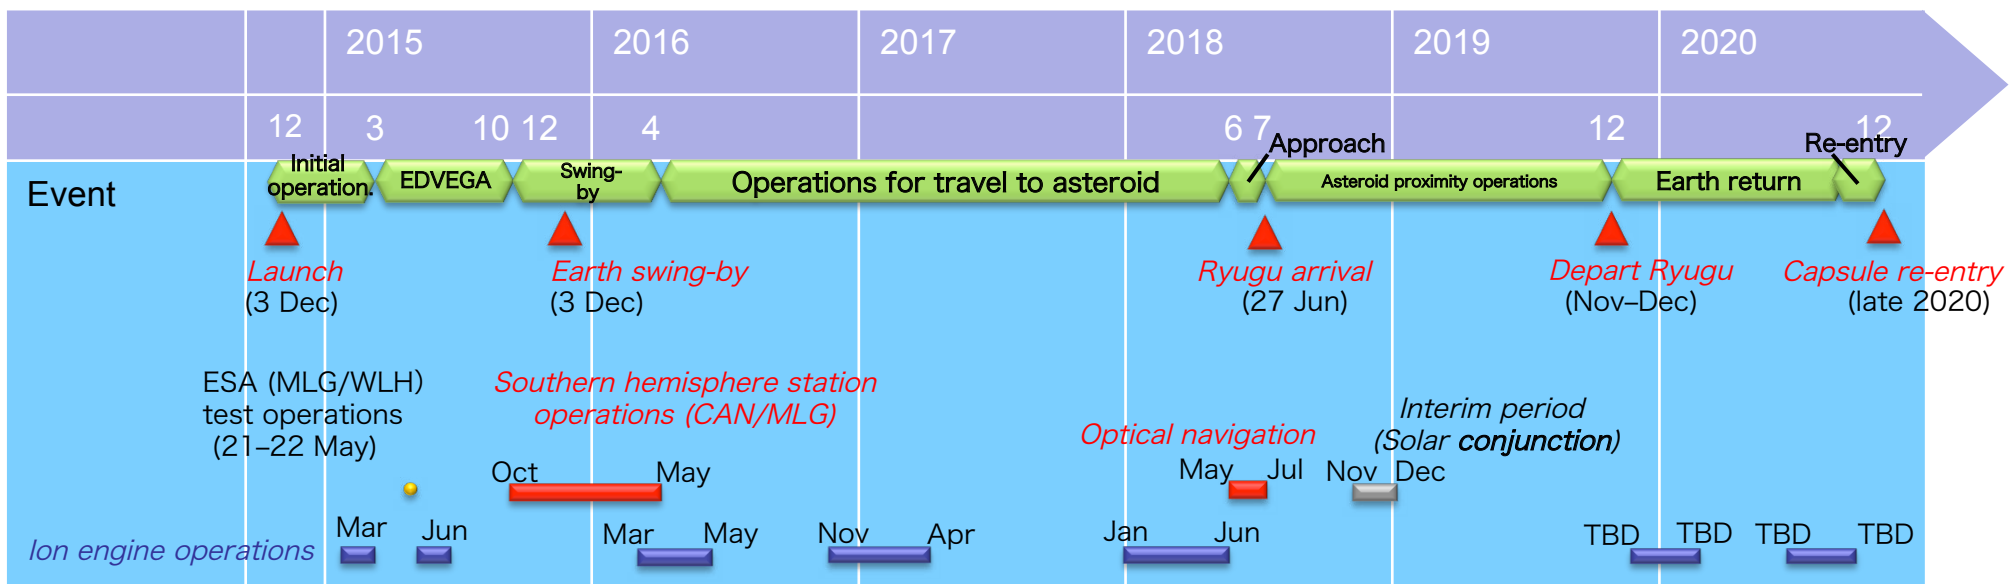 2015
2016
2017
2018
2019
2020
12
3
10
12
4
6
7
12
12
Approach
Re-entry
Event
Initial
operation.
EDVEGA
Swing-
by
Operations for travel to asteroid
Asteroid proximity operations
Earth return
Launch
(3 Dec)
Earth swing-by
(3 Dec)
Ryugu arrival
(27 Jun)
Depart Ryugu
(Nov–Dec)
Capsule re-entry
(late 2020)
ESA (MLG/WLH)
test operations
(21–22 May)
Southern hemisphere station
operations (CAN/MLG)
Oct
May
Optical navigation
May
Jul
Interim period
(Solar conjunction)
Nov
Dec
Ion engine operations
Mar
Jun
Mar
May
Nov
Apr
Jan
Jun
TBD
TBD
TBD
TBD